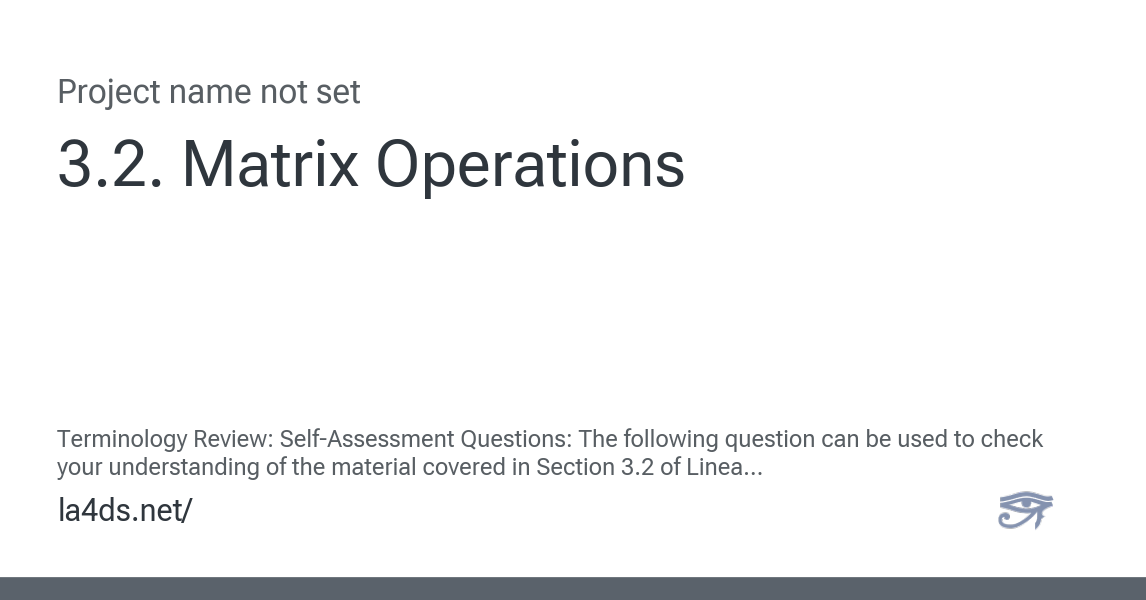 Project name not set
3.2. Matrix Operations
Terminology Review: Self-Assessment Questions: The following question can be used to check
your understanding of the material covered in Section 3.2 of Linea...
la4ds.net/